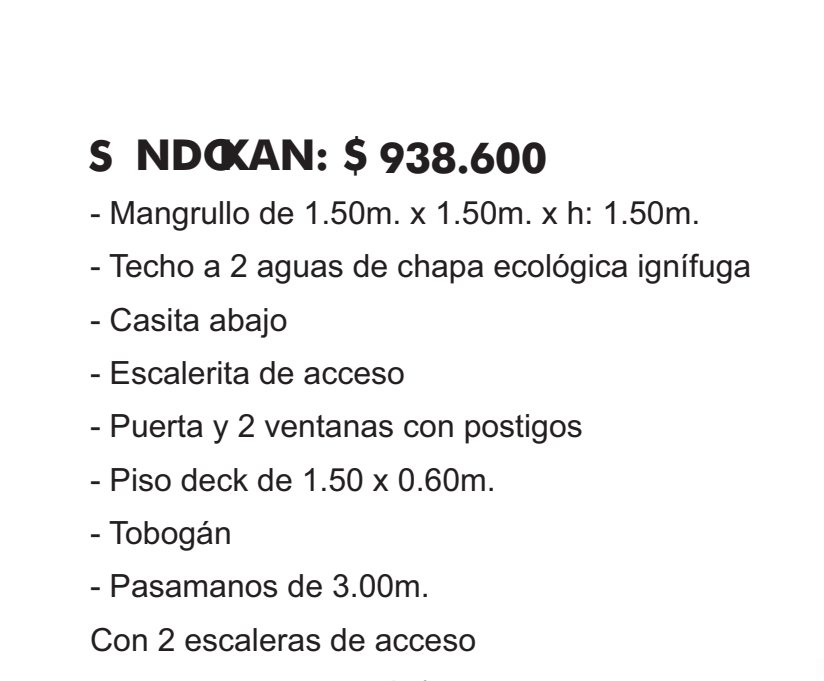 S NDOKAN: $ 938.600
- Mangrullo de 1.50m. x 1.50m. x h: 1.50m.
- Techo a 2 aguas de chapa ecológica ignífuga
- Casita abajo
- Escalerita de acceso
- Puerta y 2 ventanas con postigos
- Piso deck de 1.50 x 0.60m.
- Tobogán
- Pasamanos de 3.00m.
Con 2 escaleras de acceso